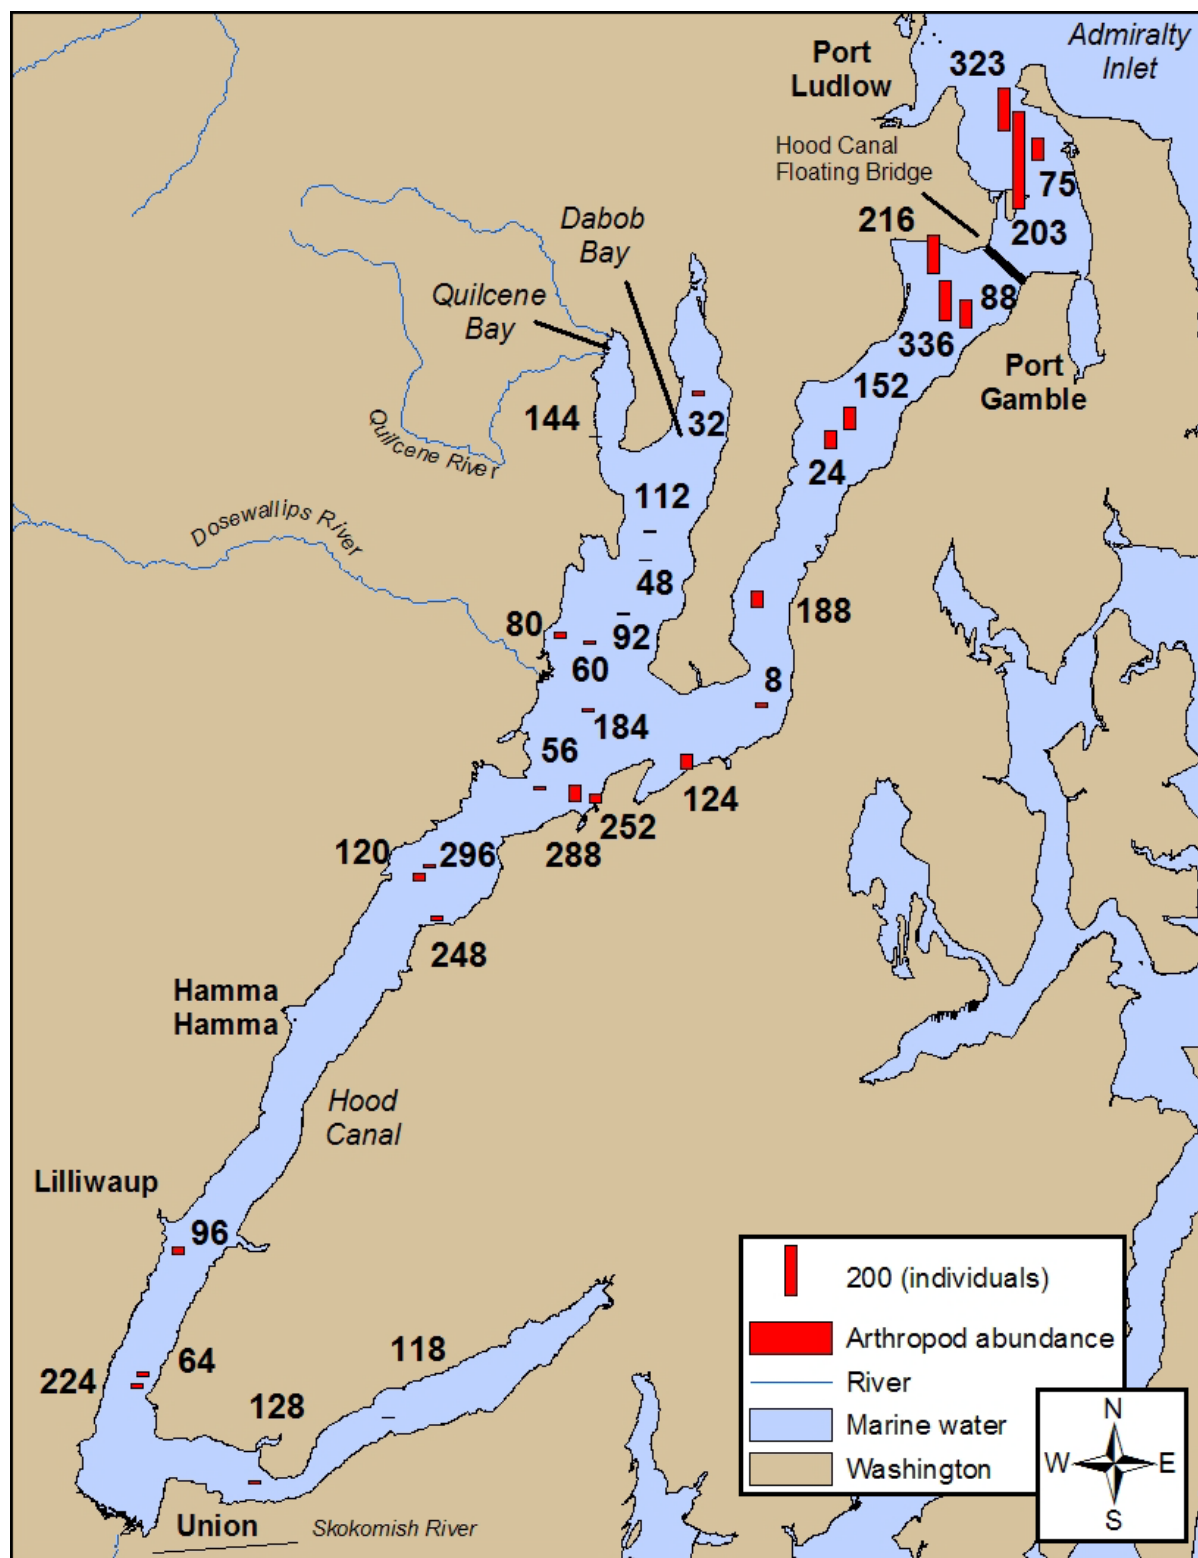 Admiralty
Inlet
Port
Ludlow
323
Hood Canal
Floating Bridge
75
203
216
Dabob
Bay
Quilcene
Bay
88
336
Port
Gamble
152
144
32
24
Quilcene River
112
Dosewallips River
48
188
80
92
60
8
184
56
124
252
288
120
296
248
Hamma
Hamma
Hood
Canal
Lilliwaup
96
64
224
118
128
Union
Skokomish River
200 (individuals)
Arthropod abundance
River
Marine water
Washington
N
W
E
S